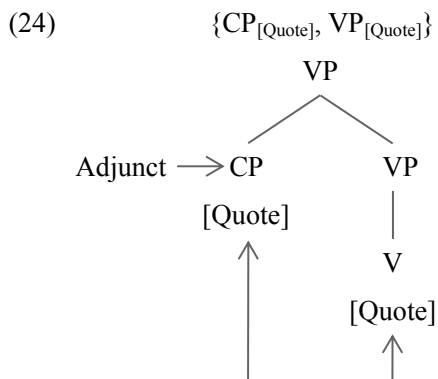 (24) {CP[Quote], VP[Quote]}
VP
Adjunct CP VP
[Quote]
V
[Quote]